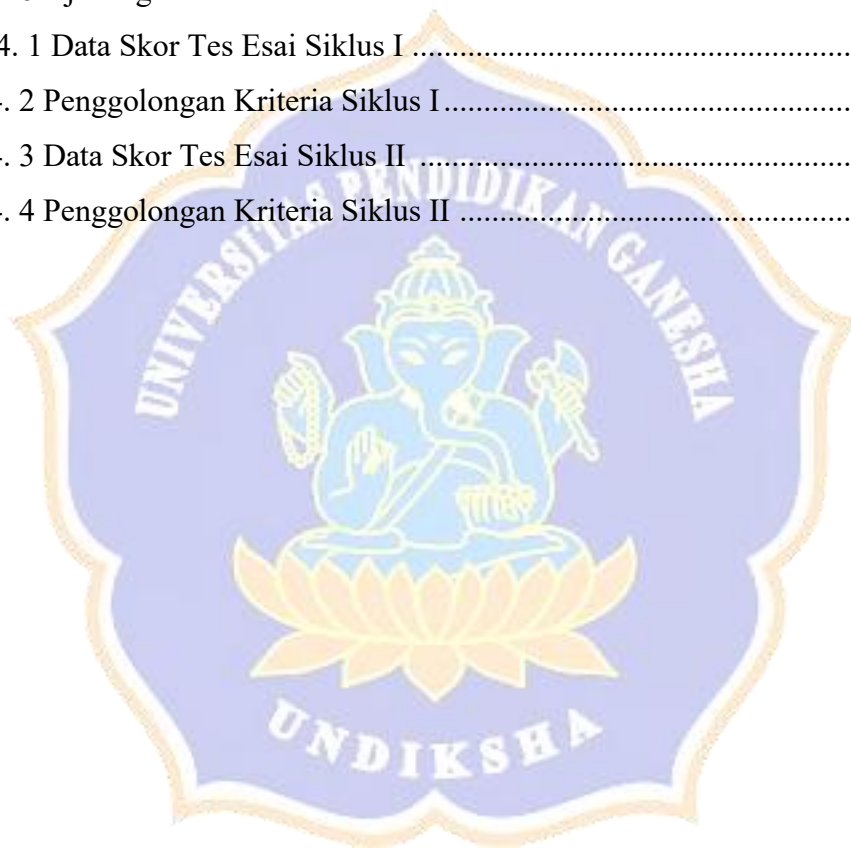 4. 1 Data Skor Tes Esai Siklus I ......................................................
. 2 Penggolongan Kriteria Siklus I ..................................................
. 3 Data Skor Tes Esai Siklus II ......................................................
. 4 Penggolongan Kriteria Siklus II .................................................
UNIVERSITAS PENDIDIKAN GANESHA
UNDIKSHA